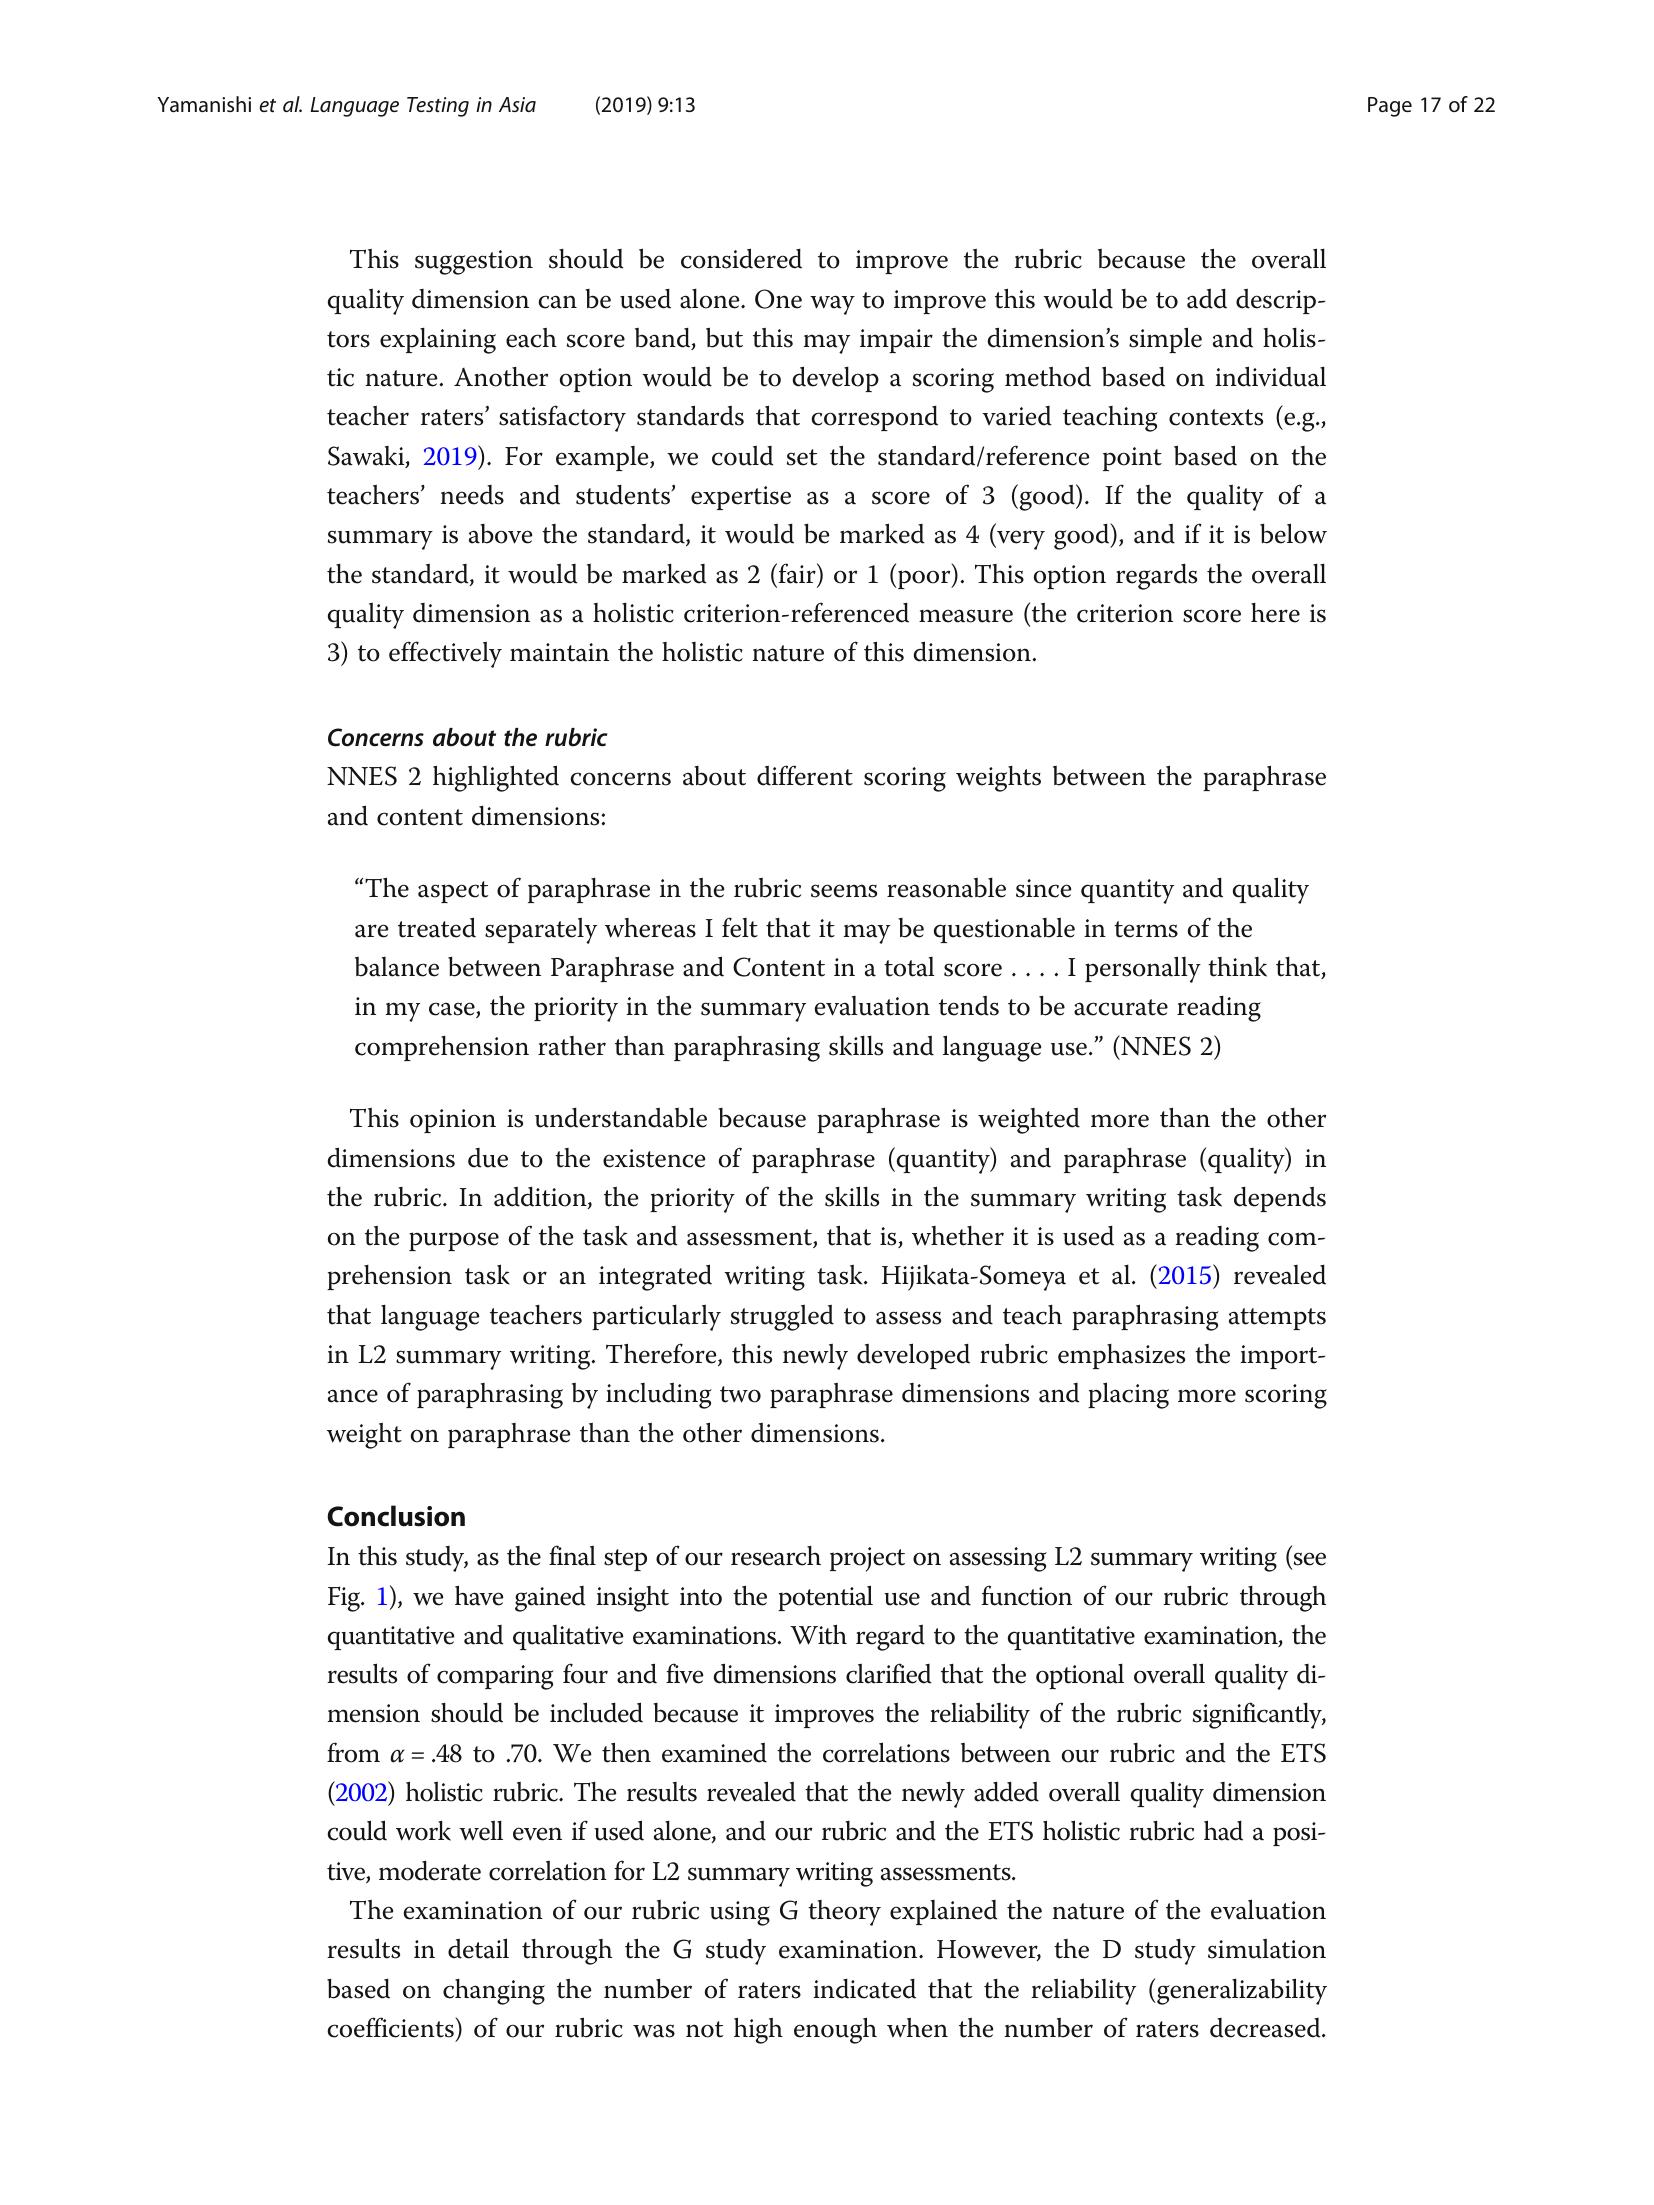 Yamanishi et al. Language Testing in Asia (2019) 9:13 Page 17 of 22
This suggestion should be considered to improve the rubric because the overall
quality dimension can be used alone. One way to improve this would be to add descrip-
tors explaining each score band, but this may impair the dimension’s simple and holis-
tic nature. Another option would be to develop a scoring method based on individual
teacher raters’ satisfactory standards that correspond to varied teaching contexts (e.g.,
Sawaki, 2019). For example, we could set the standard/reference point based on the
teachers’ needs and students’ expertise as a score of 3 (good). If the quality of a
summary is above the standard, it would be marked as 4 (very good), and if it is below
the standard, it would be marked as 2 (fair) or 1 (poor). This option regards the overall
quality dimension as a holistic criterion-referenced measure (the criterion score here is
3) to effectively maintain the holistic nature of this dimension.
Concerns about the rubric
NNES 2 highlighted concerns about different scoring weights between the paraphrase
and content dimensions:
“The aspect of paraphrase in the rubric seems reasonable since quantity and quality
are treated separately whereas I felt that it may be questionable in terms of the
balance between Paraphrase and Content in a total score . . . . I personally think that,
in my case, the priority in the summary evaluation tends to be accurate reading
comprehension rather than paraphrasing skills and language use.” (NNES 2)
This opinion is understandable because paraphrase is weighted more than the other
dimensions due to the existence of paraphrase (quantity) and paraphrase (quality) in
the rubric. In addition, the priority of the skills in the summary writing task depends
on the purpose of the task and assessment, that is, whether it is used as a reading com-
prehension task or an integrated writing task. Hijikata-Someya et al. (2015) revealed
that language teachers particularly struggled to assess and teach paraphrasing attempts
in L2 summary writing. Therefore, this newly developed rubric emphasizes the import-
ance of paraphrasing by including two paraphrase dimensions and placing more scoring
weight on paraphrase than the other dimensions.
Conclusion
In this study, as the final step of our research project on assessing L2 summary writing (see
Fig. 1), we have gained insight into the potential use and function of our rubric through
quantitative and qualitative examinations. With regard to the quantitative examination, the
results of comparing four and five dimensions clarified that the optional overall quality di-
mension should be included because it improves the reliability of the rubric significantly,
from α = .48 to .70. We then examined the correlations between our rubric and the ETS
(2002) holistic rubric. The results revealed that the newly added overall quality dimension
could work well even if used alone, and our rubric and the ETS holistic rubric had a posi-
tive, moderate correlation for L2 summary writing assessments.
The examination of our rubric using G theory explained the nature of the evaluation
results in detail through the G study examination. However, the D study simulation
based on changing the number of raters indicated that the reliability (generalizability
coefficients) of our rubric was not high enough when the number of raters decreased.